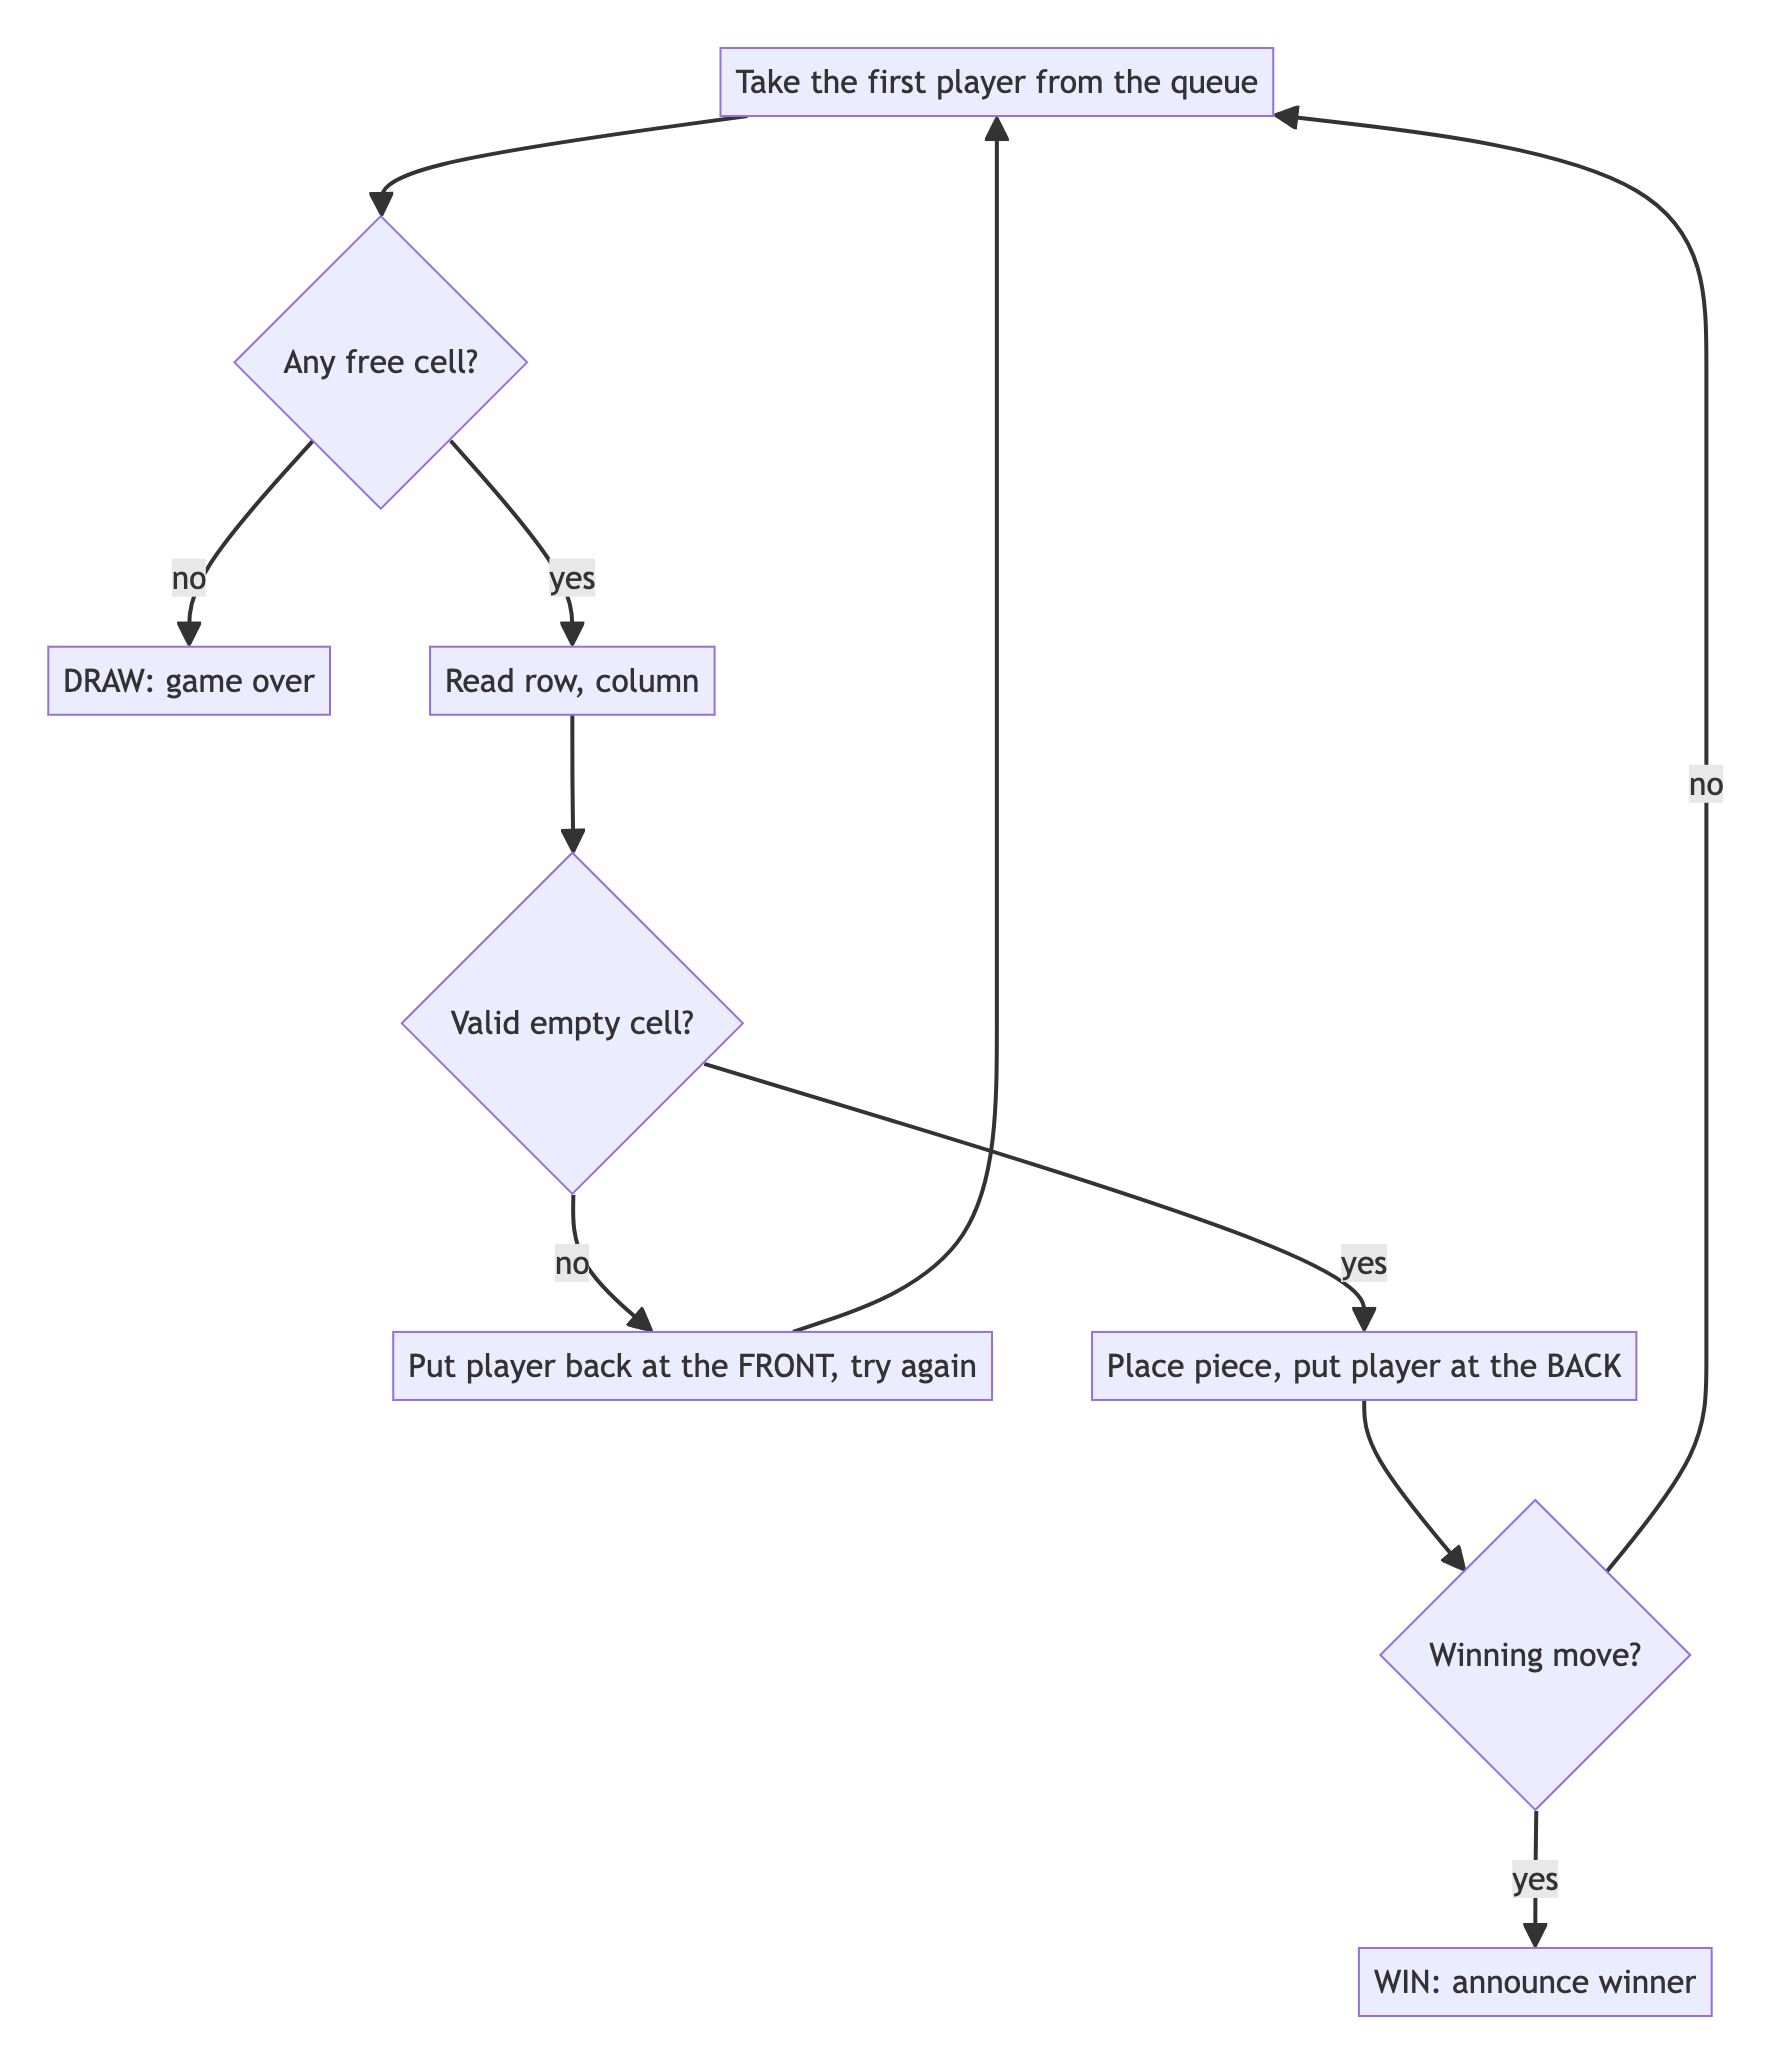 Take the first player from the queue
Any free cell?
no
yes
DRAW: game over
Read row, column
no
Valid empty cell?
no
yes
Put player back at the FRONT, try again
Place piece, put player at the BACK
Winning move?
yes
WIN: announce winner